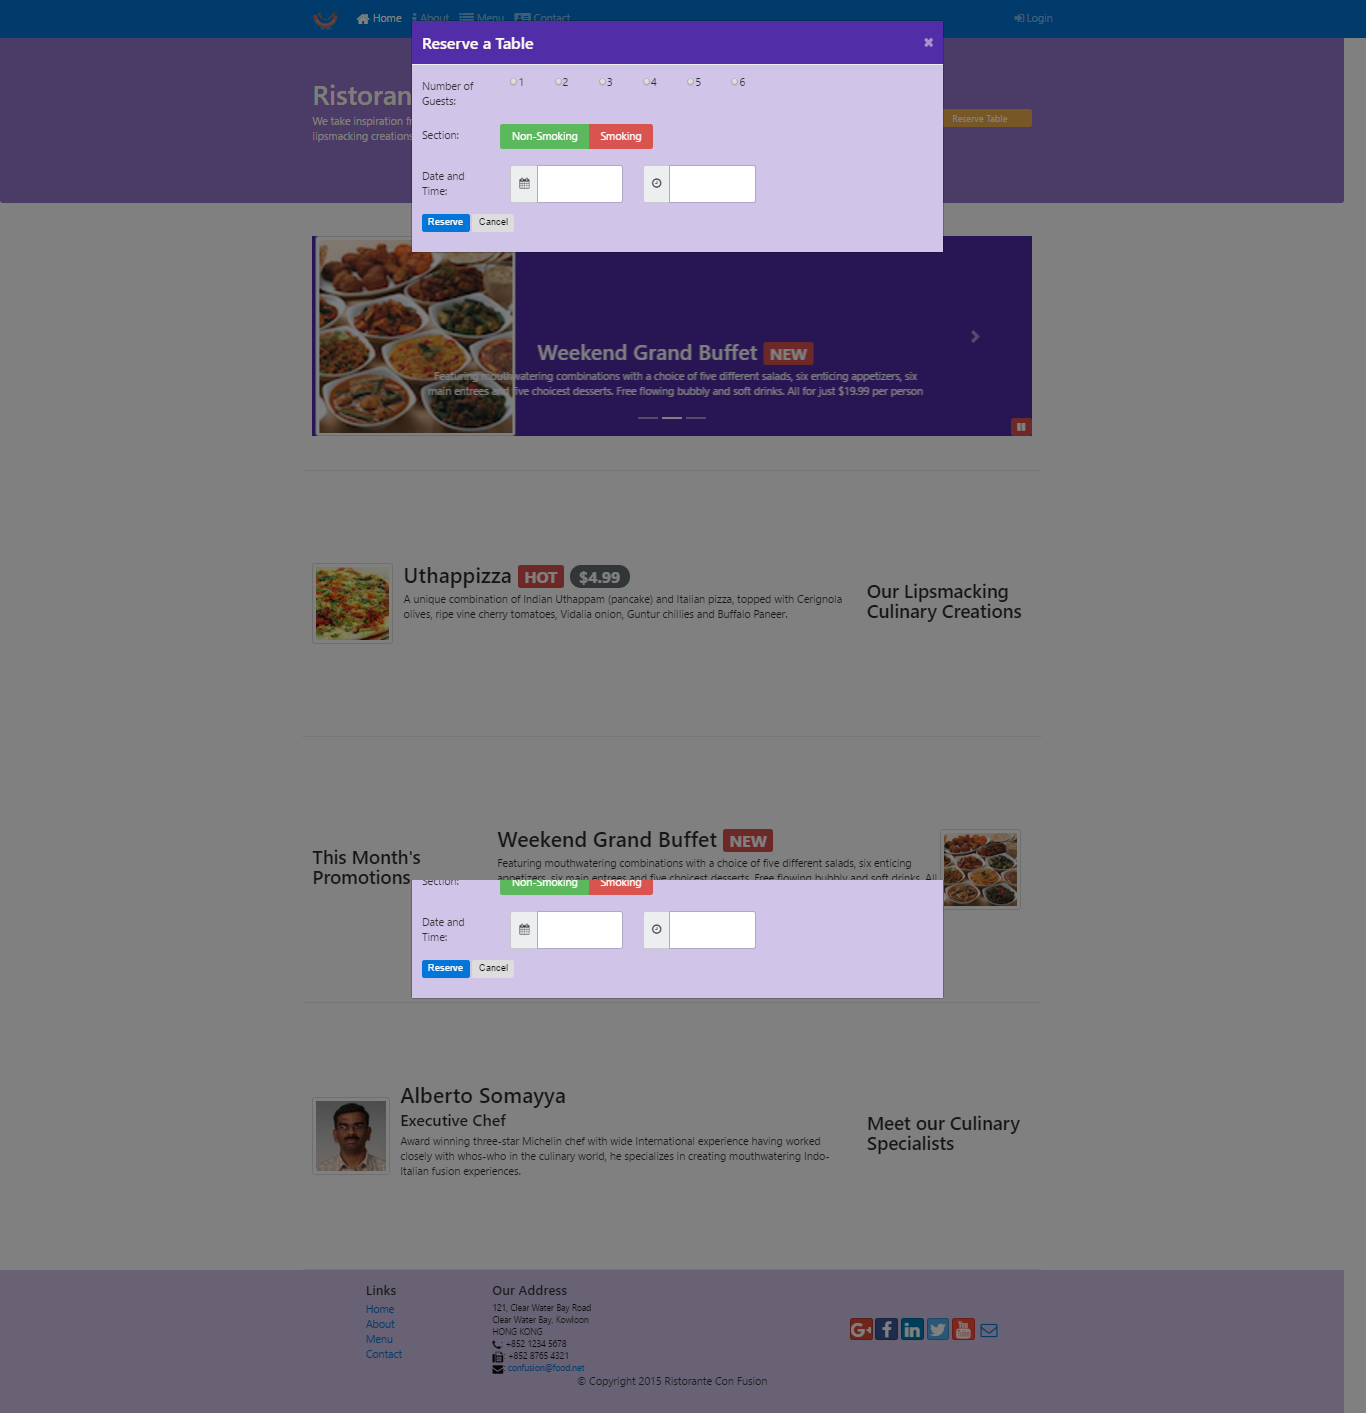 Home About Menu Contact Login
Reserve a Table ×
Number of Guests: 1 2 3 4 5 6
Ristoran
We take inspiration f
lipsmacking creations
Reserve Table
Section: Non-Smoking Smoking
Date and Time:
Reserve Cancel
Weekend Grand Buffet NEW
Featuring mouthwatering combinations with a choice of five different salads, six enticing appetizers, six
main entrees and five choicest desserts. Free flowing bubbly and soft drinks. All for just $19.99 per person
Uthappizza HOT $4.99
A unique combination of Indian Uthappam (pancake) and Italian pizza, topped with Cerignola
olives, ripe vine cherry tomatoes, Vidalia onion, Guntur chillies and Buffalo Paneer.
Our Lipsmacking
Culinary Creations
This Month's
Promotions
Weekend Grand Buffet NEW
Featuring mouthwatering combinations with a choice of five different salads, six enticing
appetizers, six main entrees and five choicest desserts. Free flowing bubbly and soft drinks. All
Section: Non-Smoking Smoking
Date and Time:
Reserve Cancel
Alberto Somayya
Executive Chef
Award winning three-star Michelin chef with wide International experience having worked
closely with whos-who in the culinary world, he specializes in creating mouthwatering Indo-
Italian fusion experiences.
Meet our Culinary
Specialists
Links
Home
About
Menu
Contact
Our Address
121, Clear Water Bay Road
Clear Water Bay, Kowloon
HONG KONG
: +852 1234 5678
: +852 8765 4321
: confusion@food.net
G+ f in You Tube
© Copyright 2015 Ristorante Con Fusion